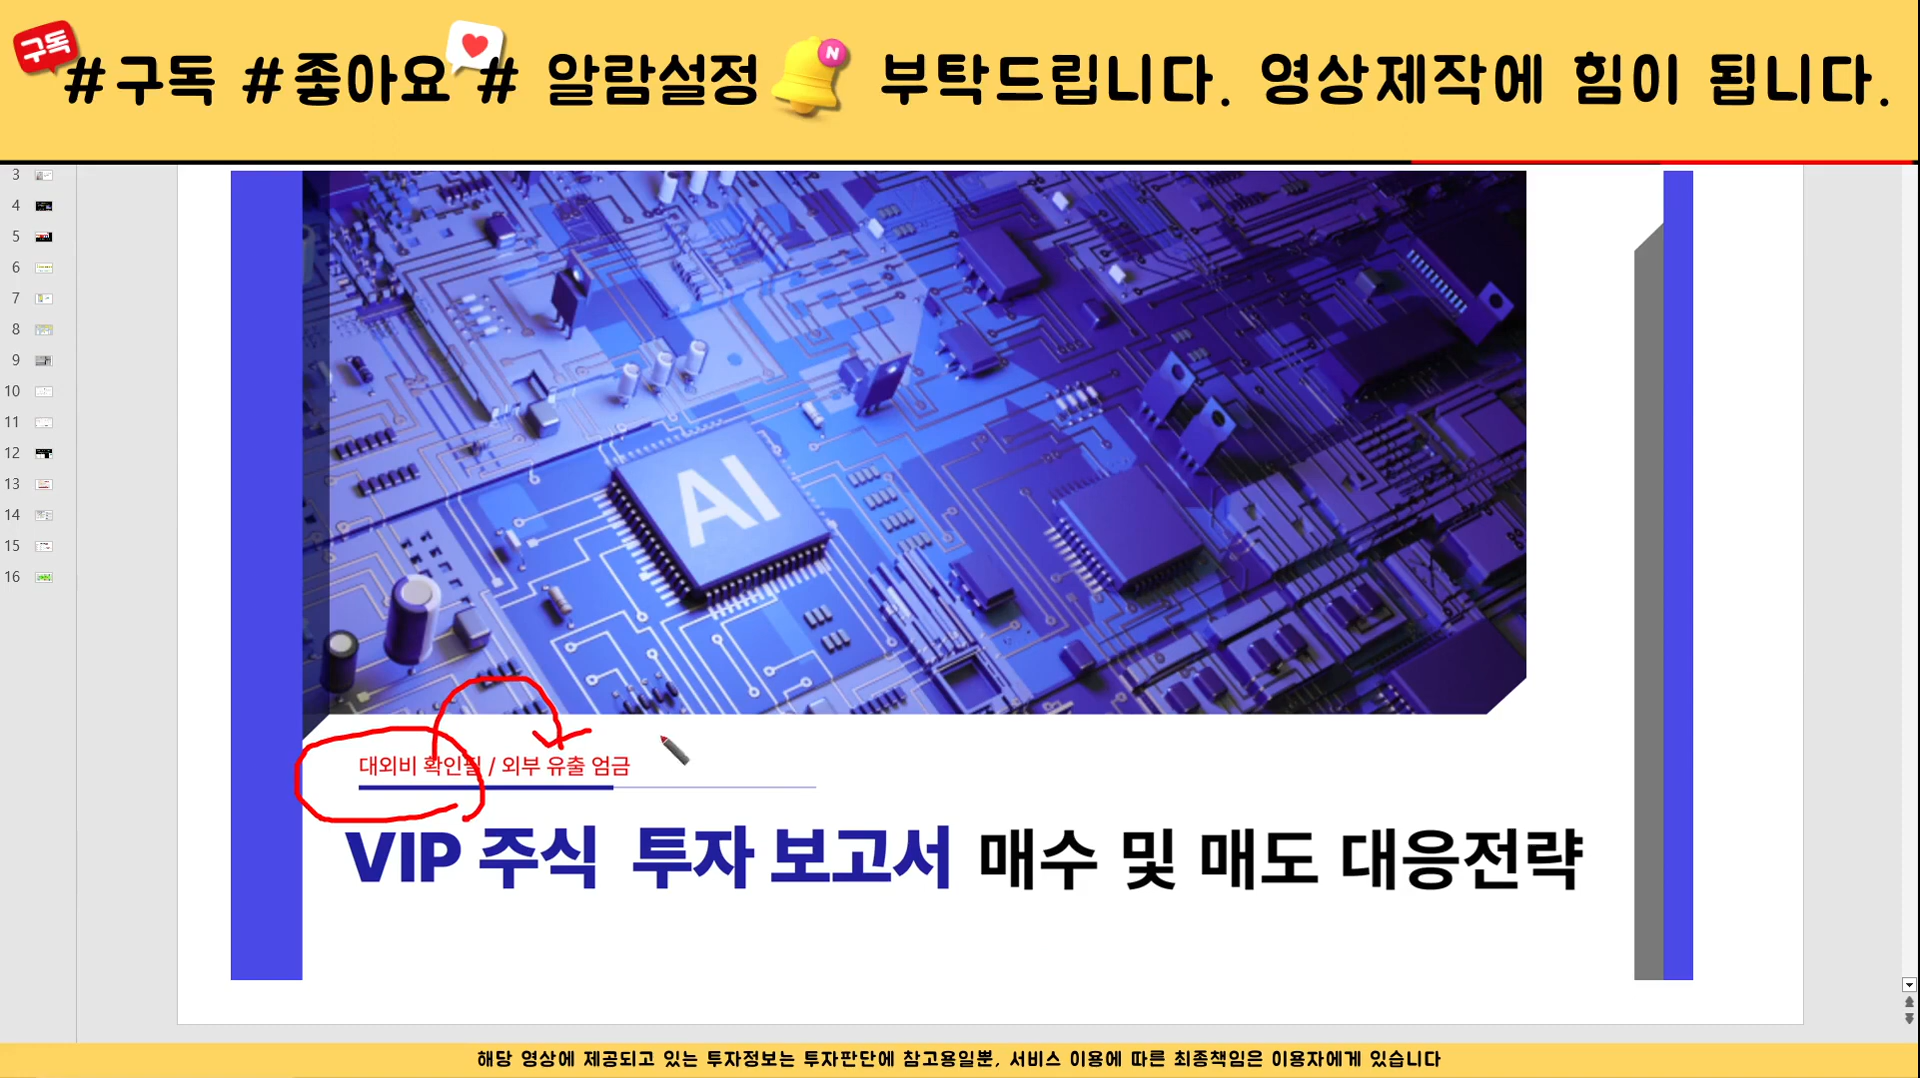 구독
#구독 #좋아요 # 알람설정 부탁드립니다. 영상제작에 힘이 됩니다.
N
3
4
5
6
7
8
9
10
11
12
13
14
15
16
AI
대외비 확인필 / 외부 유출 엄금
VIP 주식 투자 보고서 매수 및 매도 대응전략
해당 영상에 제공되고 있는 투자정보는 투자판단에 참고용일뿐, 서비스 이용에 따른 최종책임은 이용자에게 있습니다